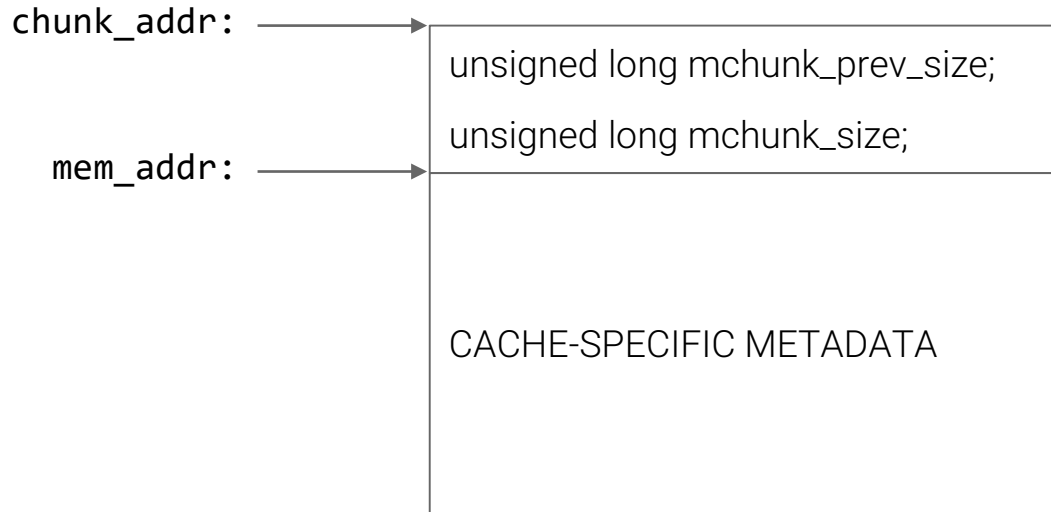 chunk_addr:
unsigned long mchunk_prev_size;
unsigned long mchunk_size;
mem_addr:
CACHE-SPECIFIC METADATA